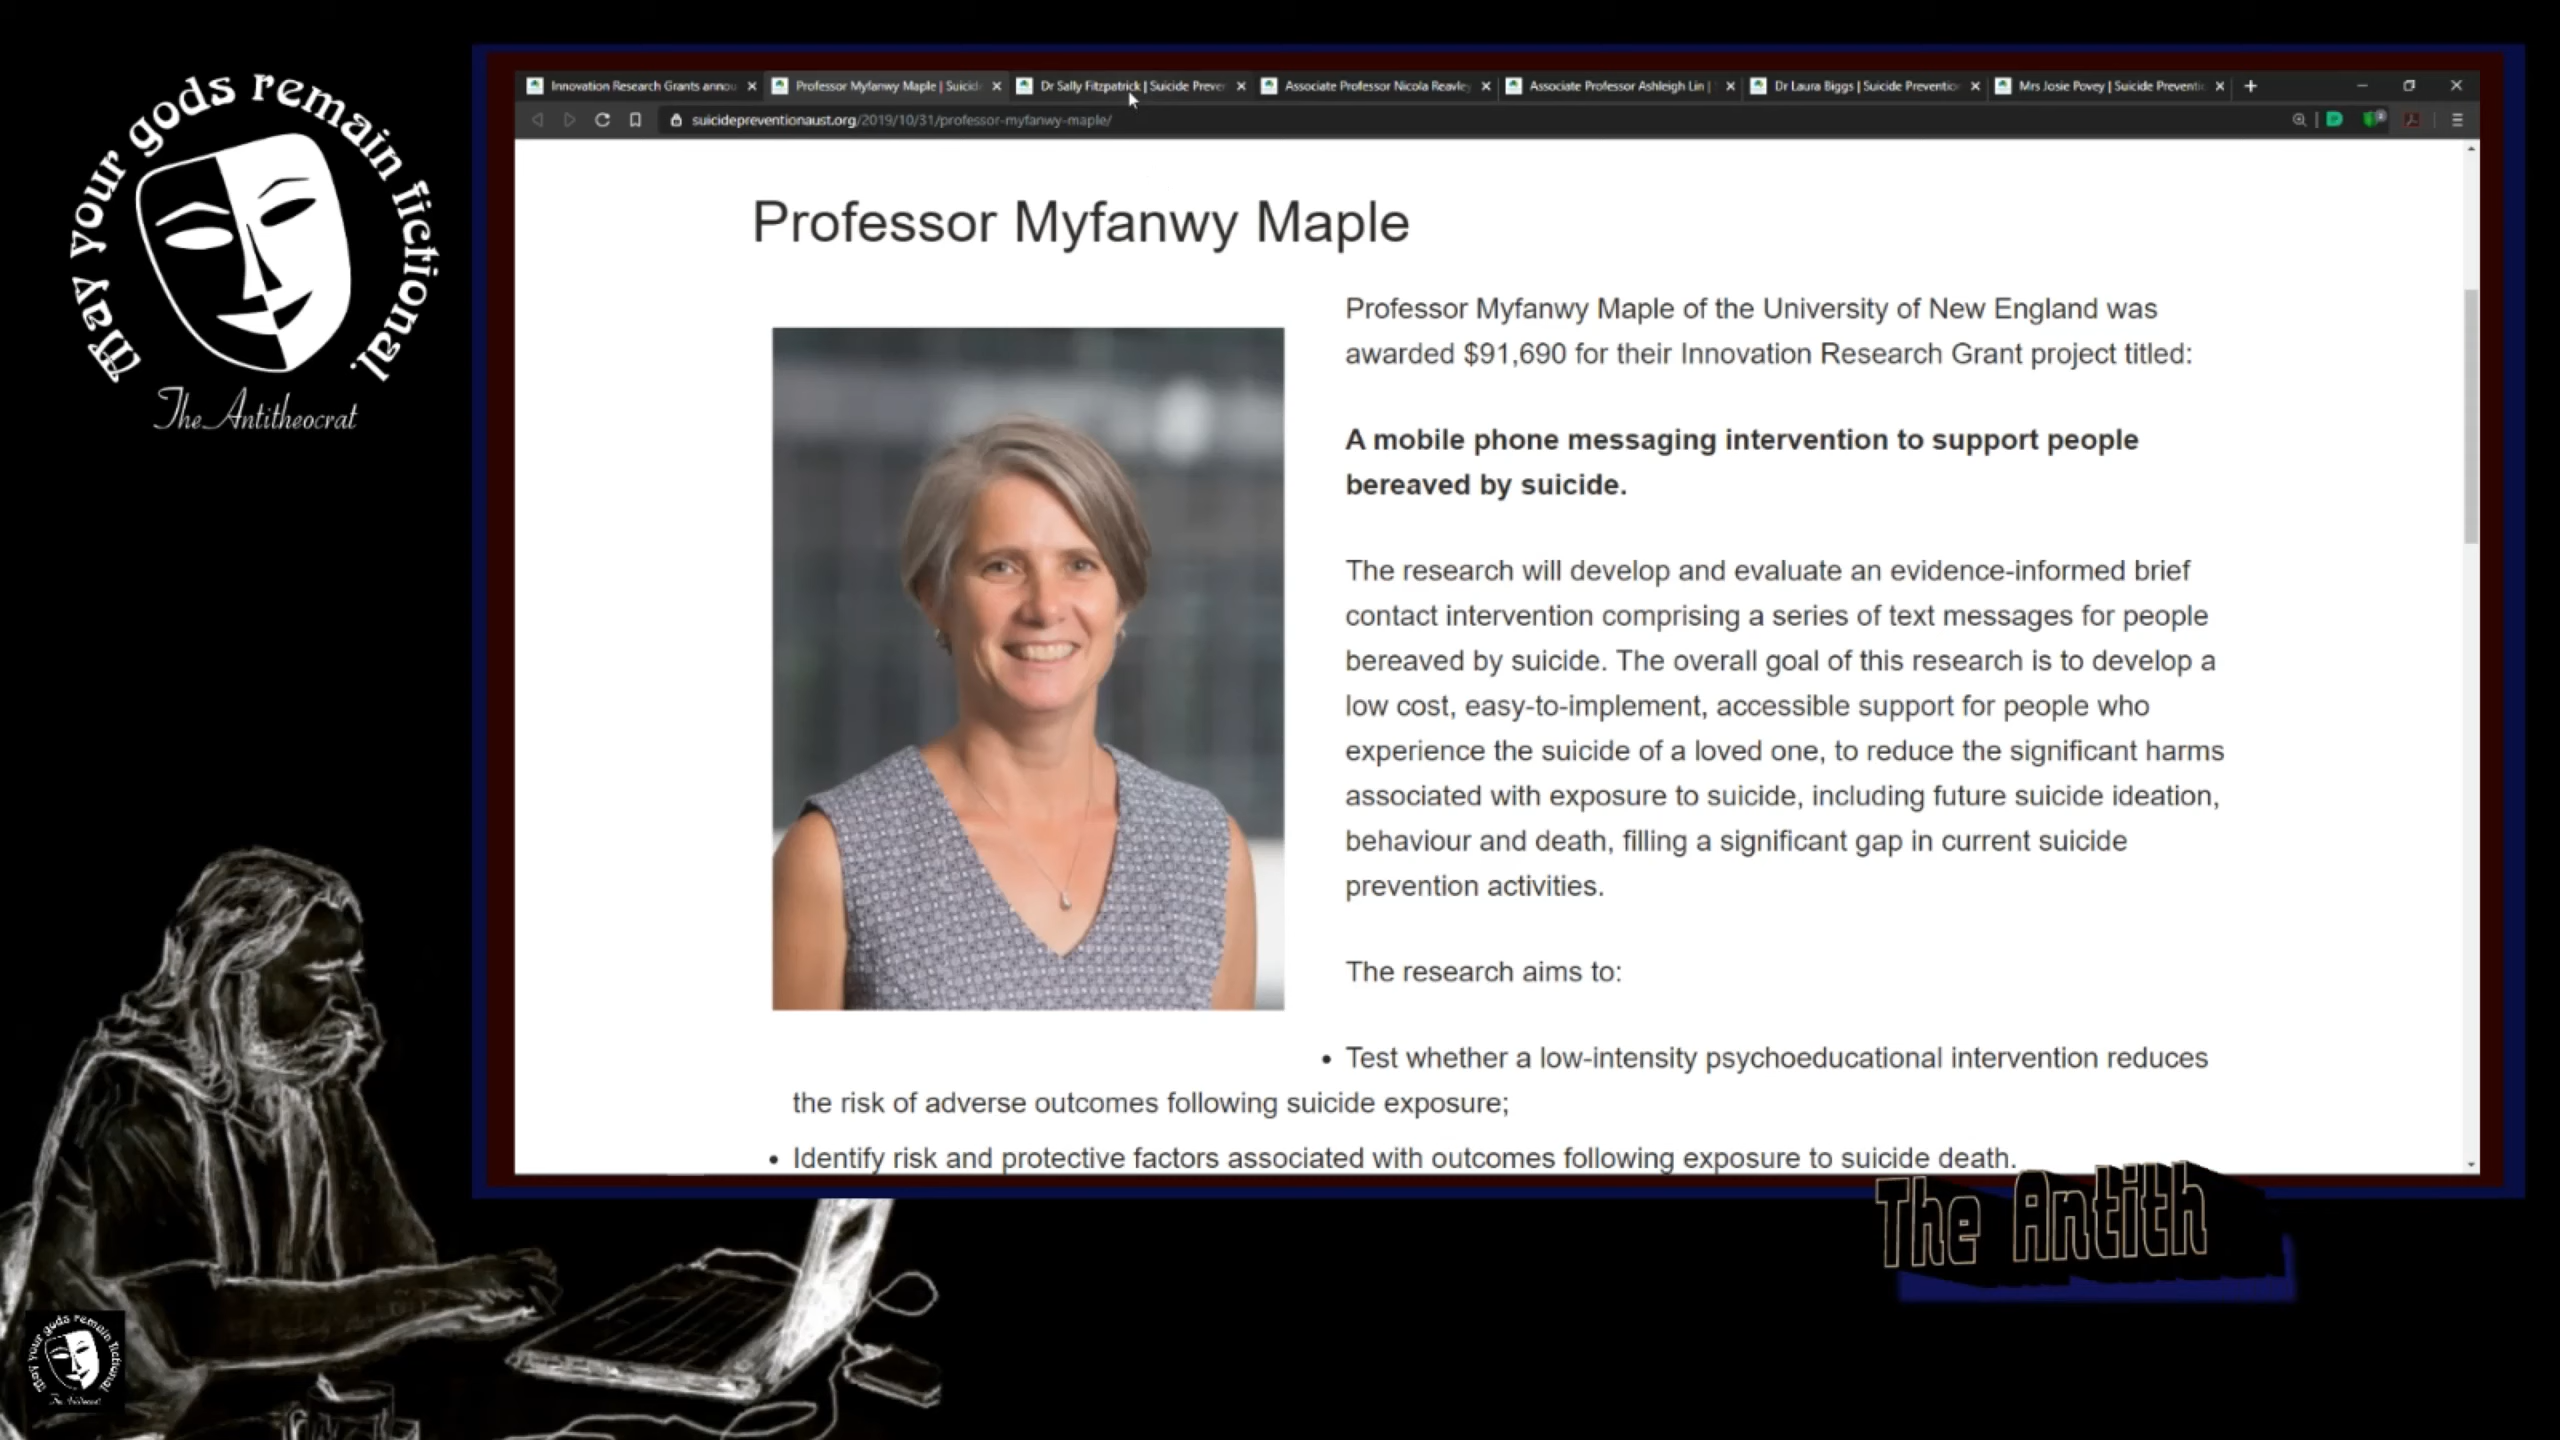 May your gods remain fictional
The Antitheocrat
Innovation Research Grants annou
Professor Myfanwy Maple | Suicid
Dr Sally Fitzpatrick | Suicide Prever
Associate Professor Nicola Reavley
Associate Professor Ashleigh Lin |
Dr Laura Biggs | Suicide Preventio
Mrs Josie Povey | Suicide Preventi
suicidepreventionaust.org/2019/10/31/professor-myfanwy-maple/
Professor Myfanwy Maple
Professor Myfanwy Maple of the University of New England was
awarded $91,690 for their Innovation Research Grant project titled:
A mobile phone messaging intervention to support people
bereaved by suicide.
The research will develop and evaluate an evidence-informed brief
contact intervention comprising a series of text messages for people
bereaved by suicide. The overall goal of this research is to develop a
low cost, easy-to-implement, accessible support for people who
experience the suicide of a loved one, to reduce the significant harms
associated with exposure to suicide, including future suicide ideation,
behaviour and death, filling a significant gap in current suicide
prevention activities.
The research aims to:
• Test whether a low-intensity psychoeducational intervention reduces
the risk of adverse outcomes following suicide exposure;
• Identify risk and protective factors associated with outcomes following exposure to suicide death.
The Antith
May your gods remain fictional
The Antitheocrat